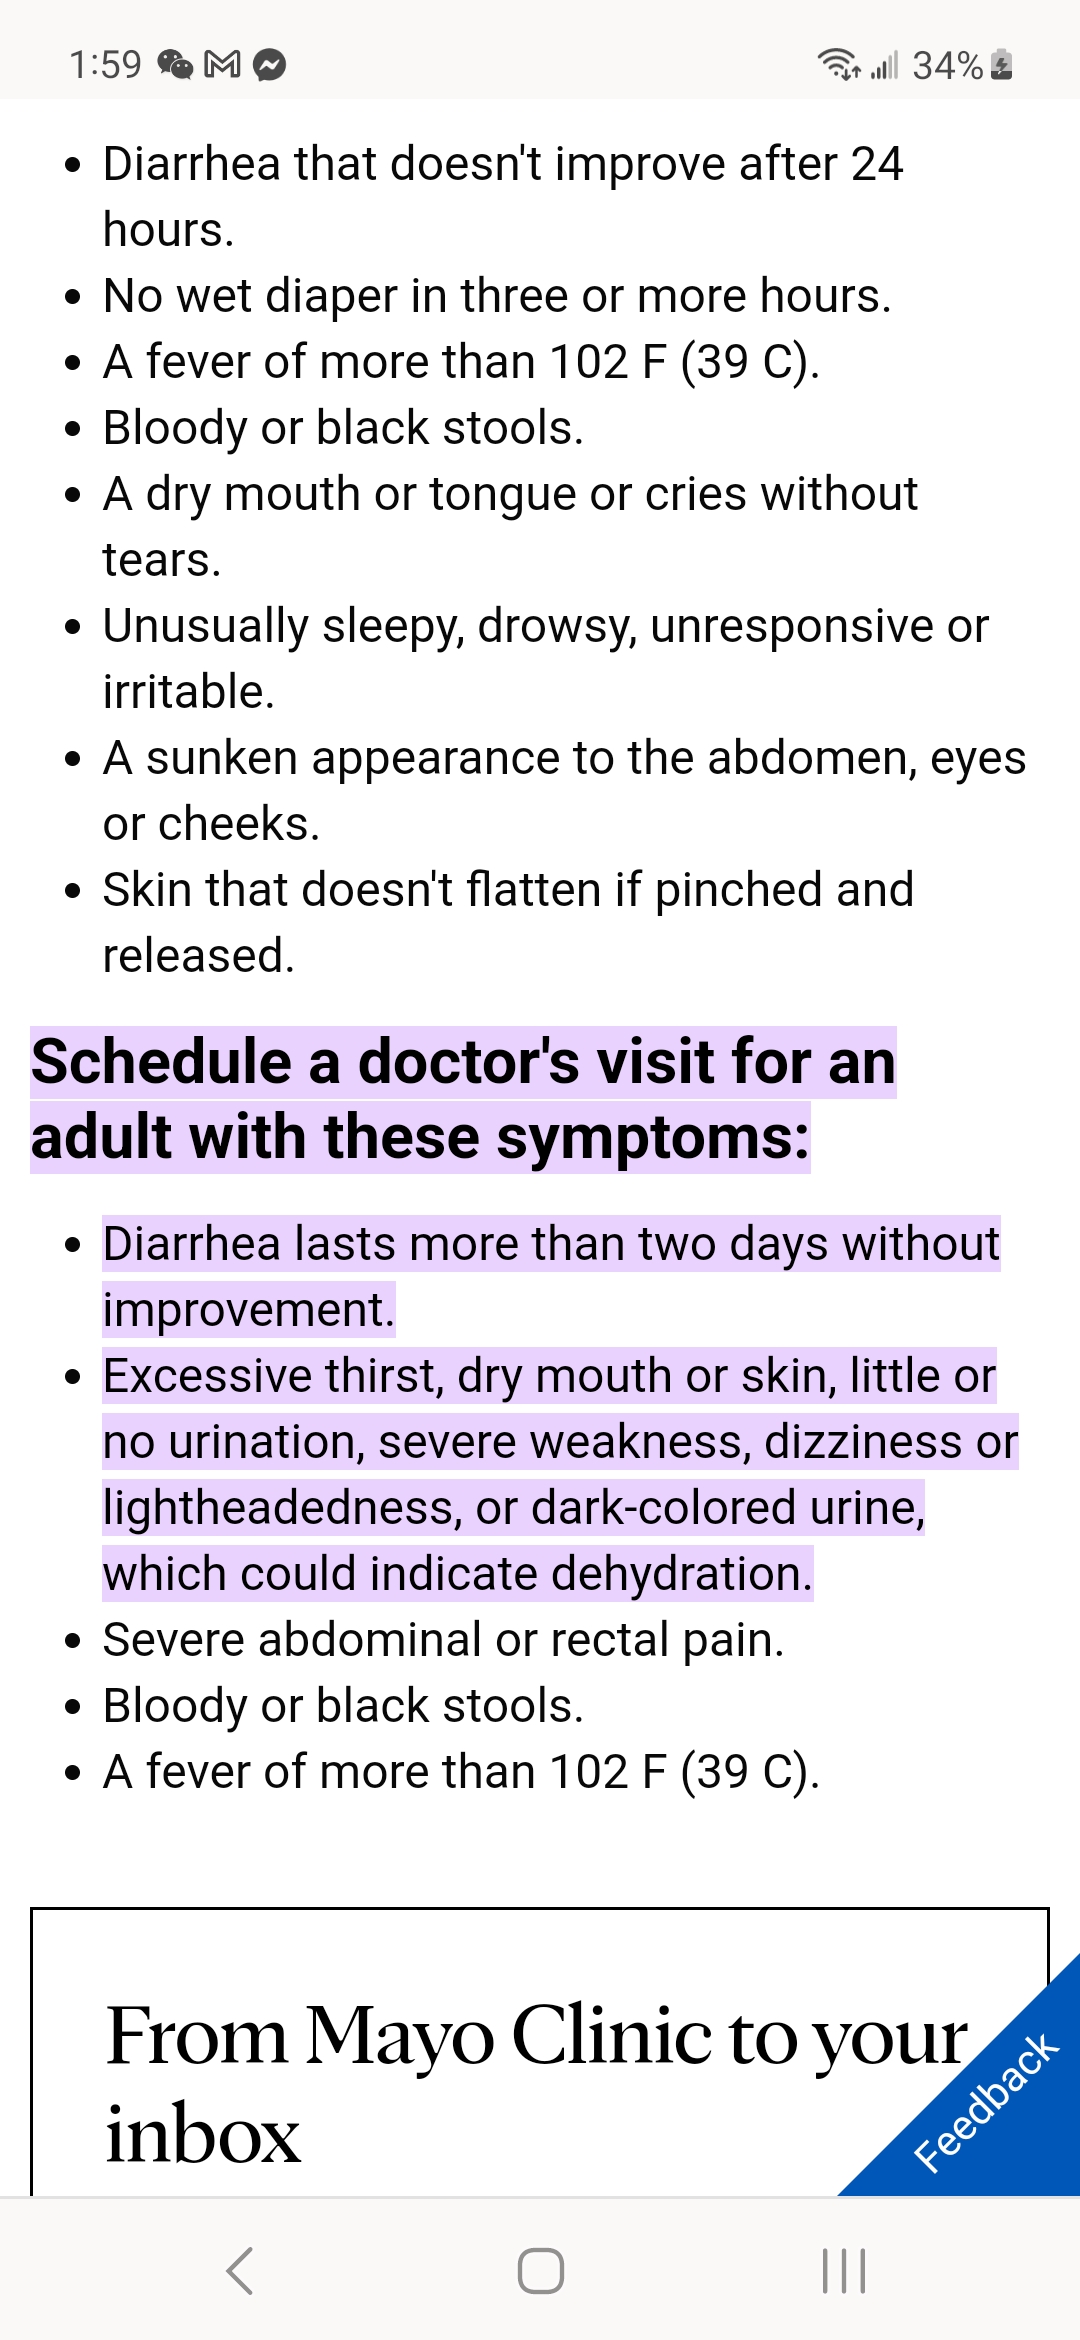 1:59 34%
Diarrhea that doesn't improve after 24
hours.
No wet diaper in three or more hours.
A fever of more than 102 F (39 C).
Bloody or black stools.
A dry mouth or tongue or cries without
tears.
Unusually sleepy, drowsy, unresponsive or
irritable.
A sunken appearance to the abdomen, eyes
or cheeks.
Skin that doesn't flatten if pinched and
released.
Schedule a doctor's visit for an
adult with these symptoms:
Diarrhea lasts more than two days without
improvement.
Excessive thirst, dry mouth or skin, little or
no urination, severe weakness, dizziness or
lightheadedness, or dark-colored urine,
which could indicate dehydration.
Severe abdominal or rectal pain.
Bloody or black stools.
A fever of more than 102 F (39 C).
From Mayo Clinic to your
inbox
Feedback